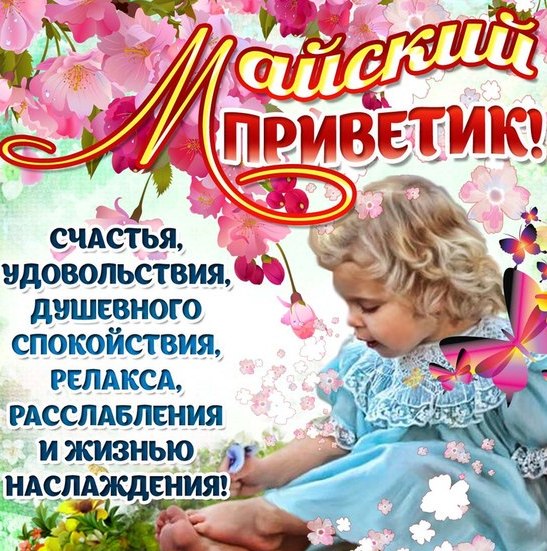 Майский
ПРИВЕТИК!
СЧАСТЬЯ,
УДОВОЛЬСТВИЯ,
ДУШЕВНОГО
СПОКОЙСТВИЯ,
РЕЛАКСА,
РАССЛАБЛЕНИЯ
И ЖИЗНЬЮ
НАСЛАЖДЕНИЯ!